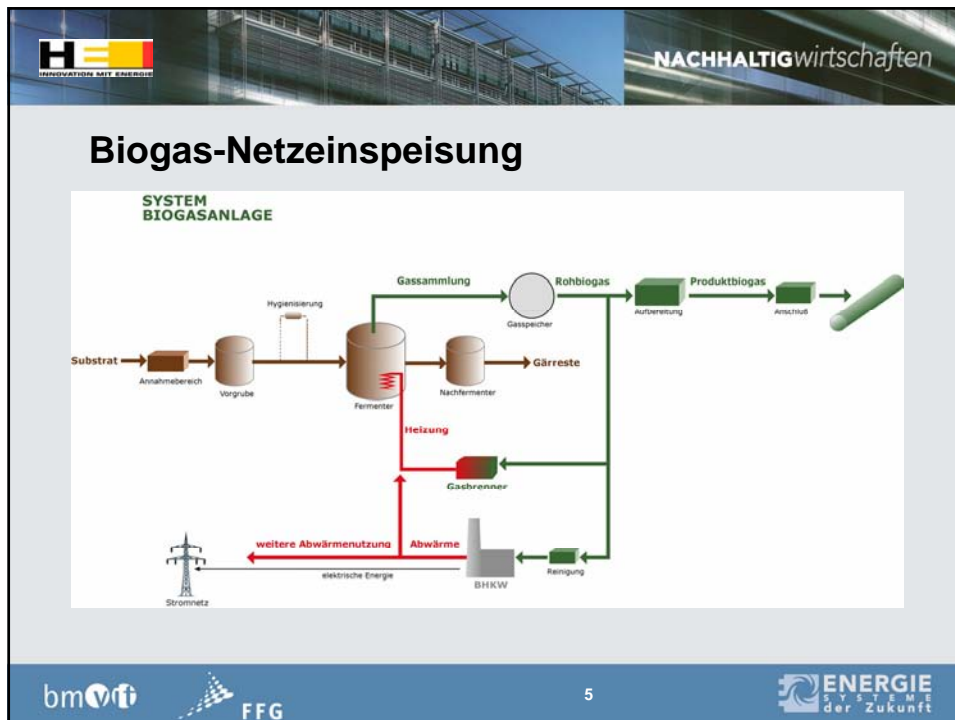 HEI
INNOVATION MIT ENERGIE
NACHHALTIGwirtschaften
Biogas-Netzeinspeisung
SYSTEM
BIOGASANLAGE
Gassammlung
Rohbiogas
Produktbiogas
Hygienisierung
Gasspeicher
Aufbereitung
Anschluß
Substrat
Gärreste
Annahmebereich
Vorgrube
Fermenter
Nachfermenter
Heizung
Gasbrenner
weitere Abwärmenutzung
Abwärme
elektrische Energie
Reinigung
BHKW
Stromnetz
bmvit
FFG
5
ENERGIE
SYSTEME
der Zukunft